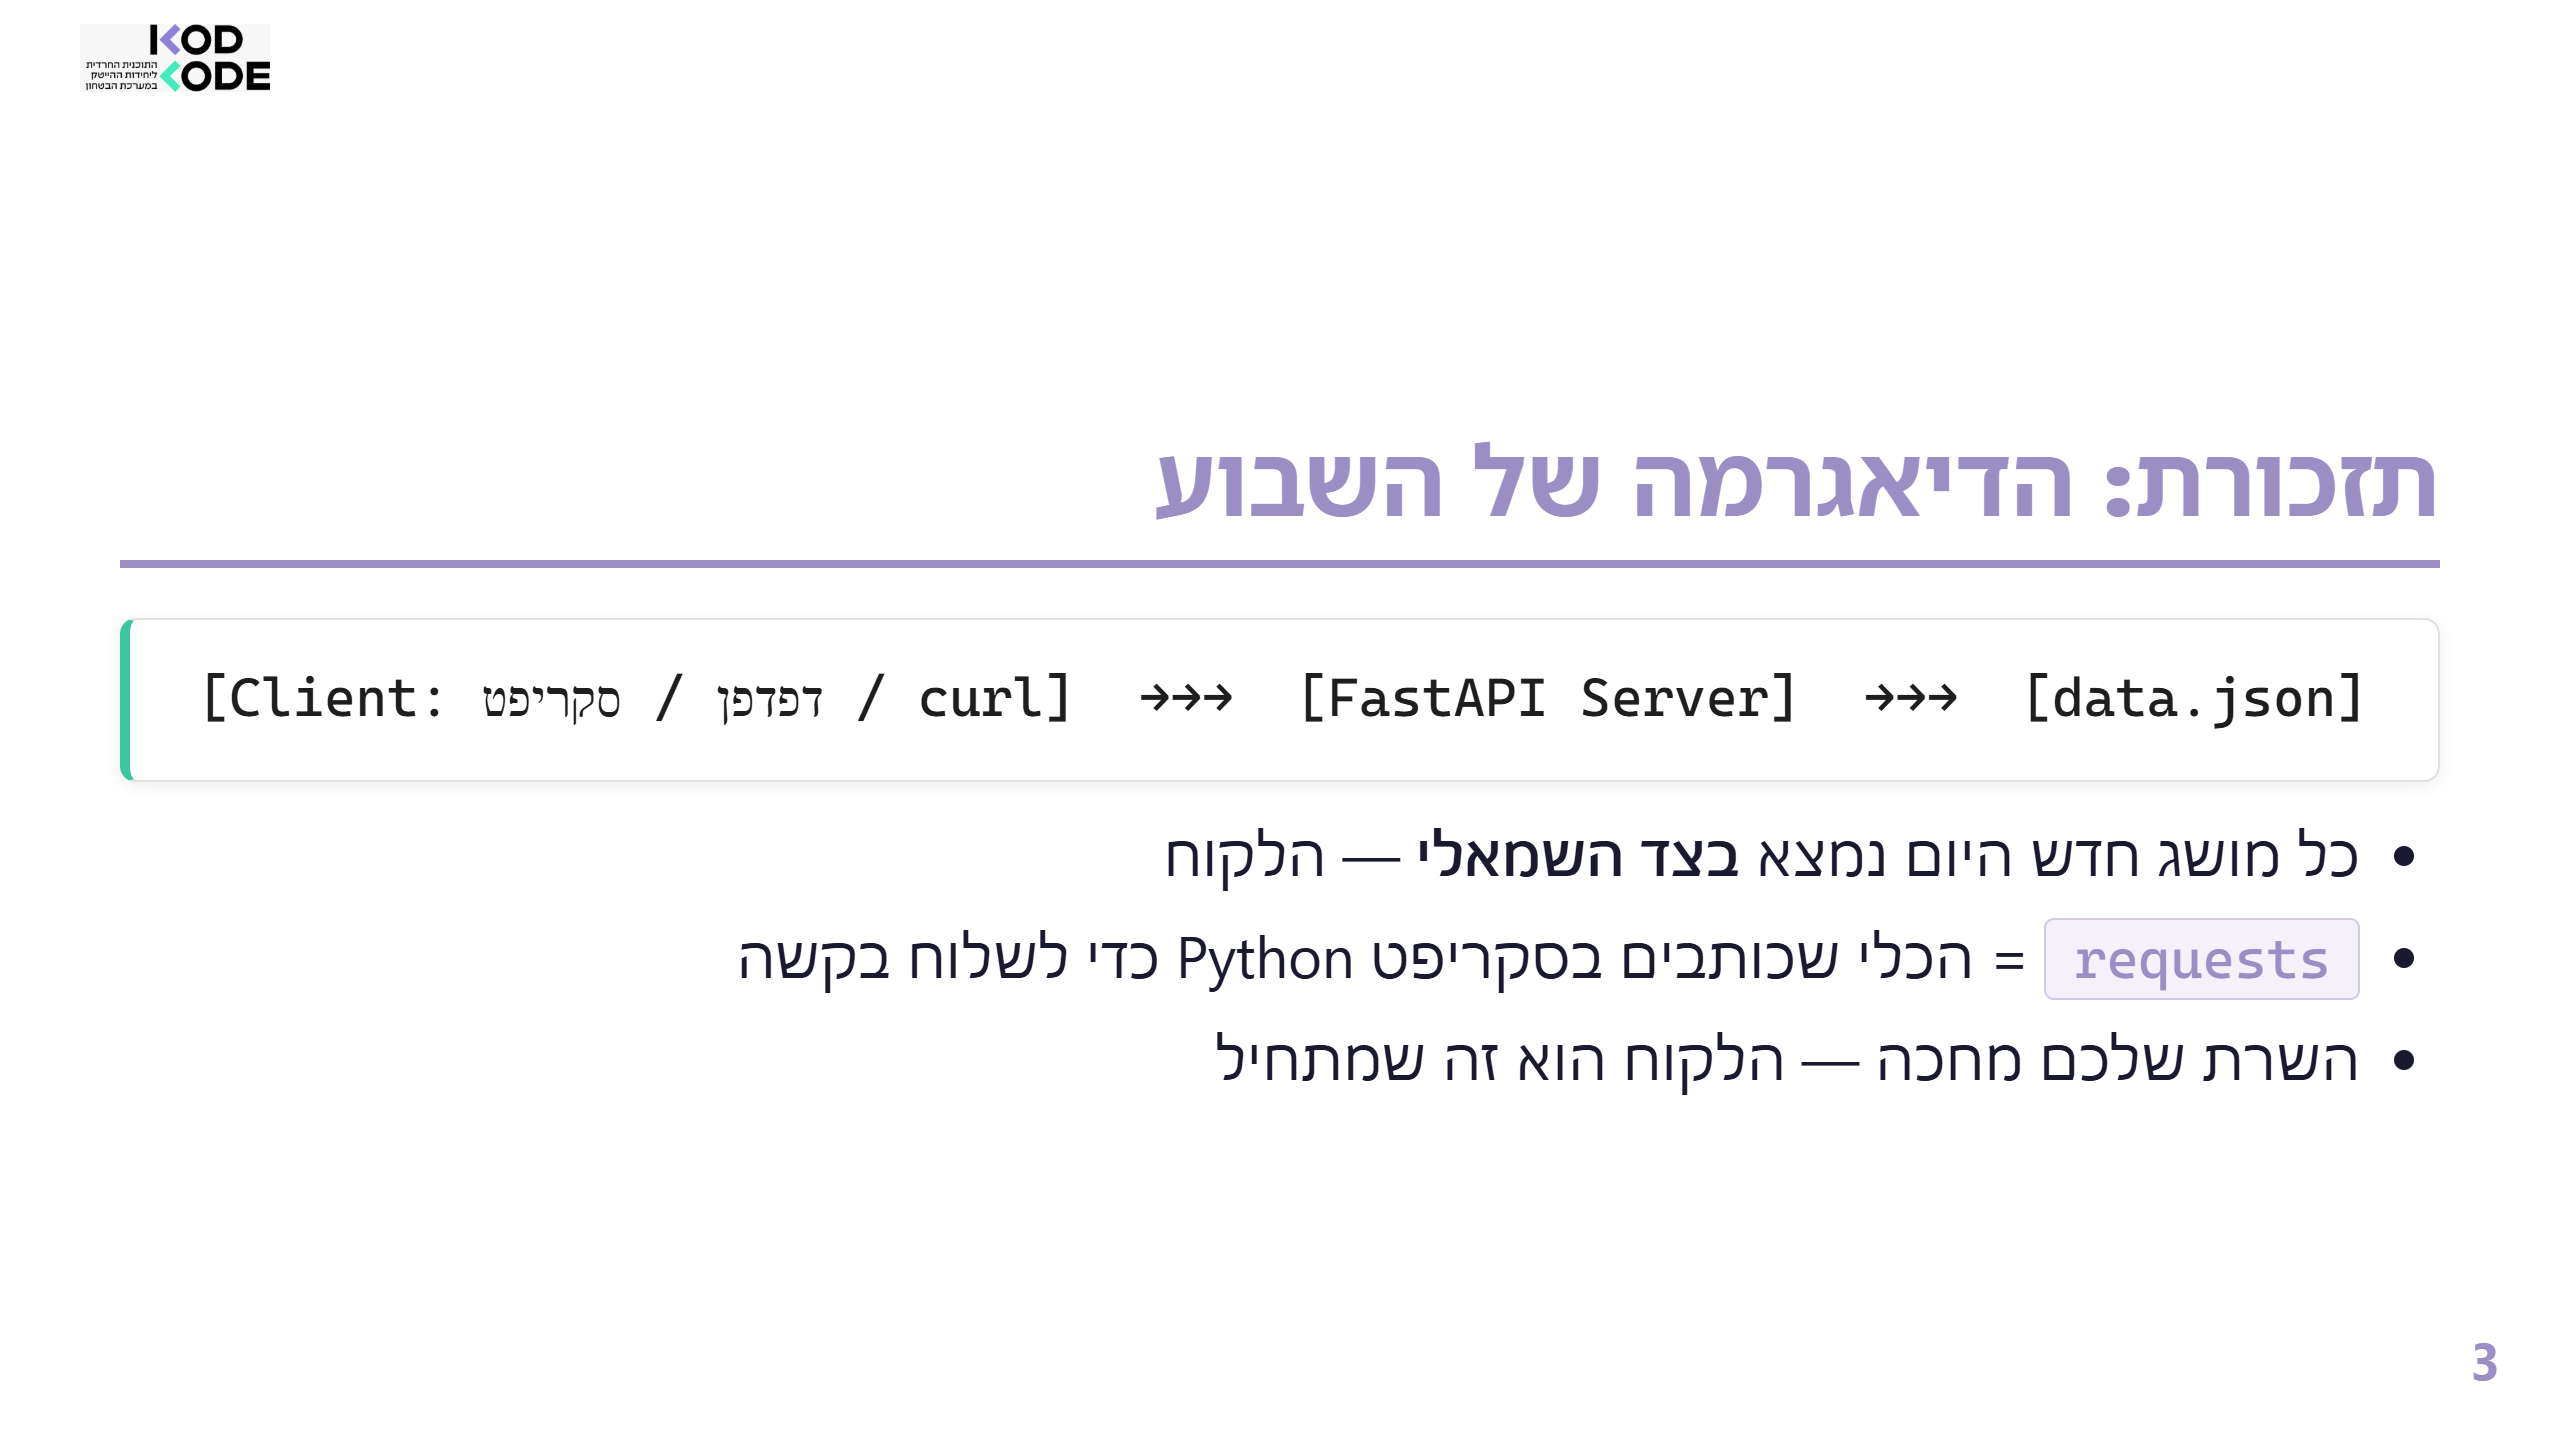 KOD
KODE
התוכנית החרדית
ליחידות ההייטק
במערכת הבטחון
תזכורת: הדיאגרמה של השבוע
[Client: סקריפט / דפדפן / curl]  →→→  [FastAPI Server]  →→→  [data.json]
• כל מושג חדש היום נמצא בצד השמאלי — הלקוח
• requests = הכלי שכותבים בסקריפט Python כדי לשלוח בקשה
• השרת שלכם מחכה — הלקוח הוא זה שמתחיל
3